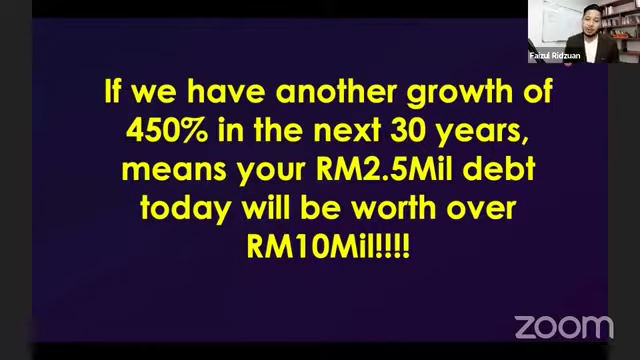 Faizul Ridzuan
If we have another growth of
450% in the next 30 years,
means your RM2.5Mil debt
today will be worth over
RM10Mil!!!!
zoom